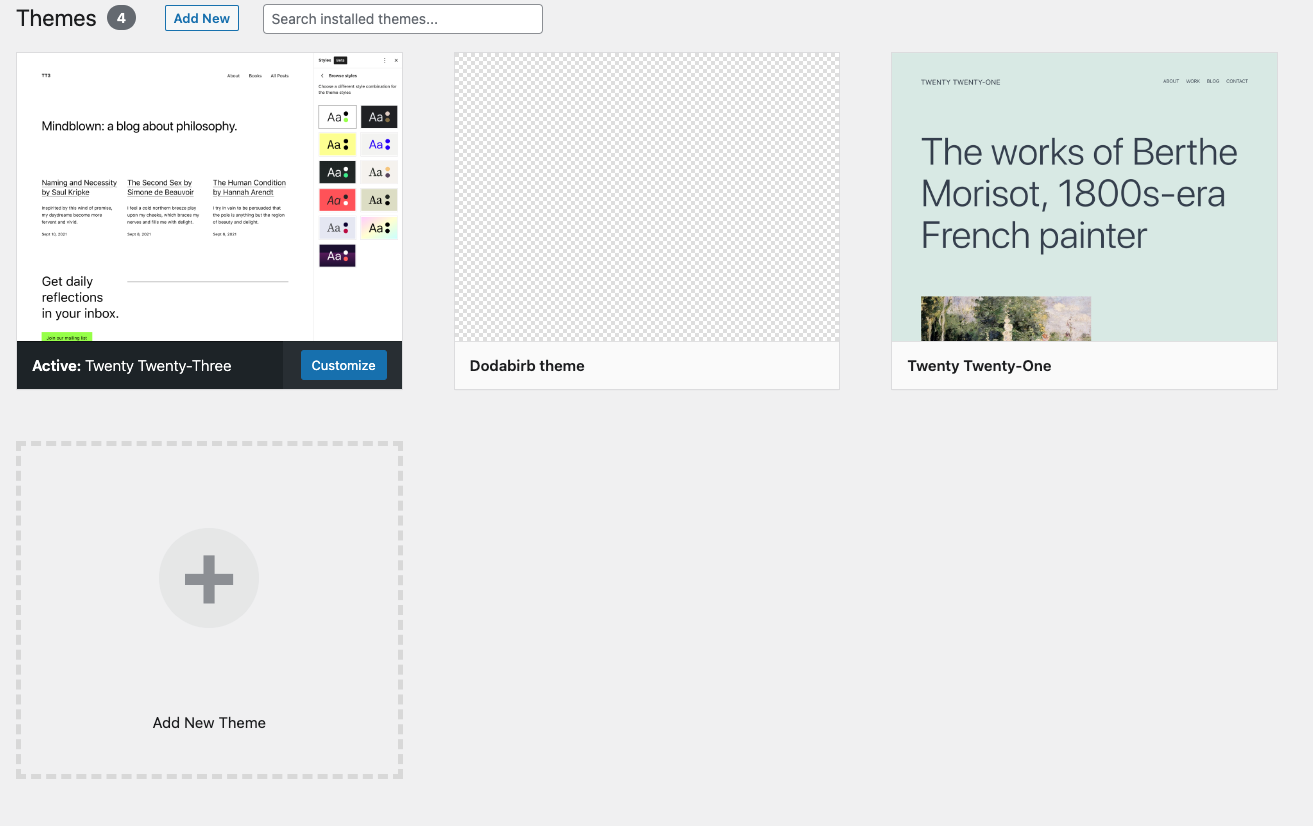 Themes 4 Add New Search installed themes...
TT3
About Books All Posts
Mindblown: a blog about philosophy.
Naming and Necessity
by Saul Kripke
Inspirited by this wind of promise,
my daydreams become more
fervent and vivid.
Sept 10, 2021
The Second Sex by
Simone de Beauvoir
I feel a cold northern breeze play
upon my cheeks, which braces my
nerves and fills me with delight.
Sept 8, 2021
The Human Condition
by Hannah Arendt
I try in vain to be persuaded that
the pole is anything but the region
of beauty and delight.
Get daily
reflections
in your inbox.
Join our mailing list
Styles Beta
Browse styles
Choose a different style combination for
the theme styles
Aa Aa
Aa Aa
Aa Aa
Aa Aa
Aa Aa
Aa
Active: Twenty Twenty-Three Customize
Dodabirb theme
TWENTY TWENTY-ONE
ABOUT WORK BLOG CONTACT
The works of Berthe
Morisot, 1800s-era
French painter
Twenty Twenty-One
Add New Theme